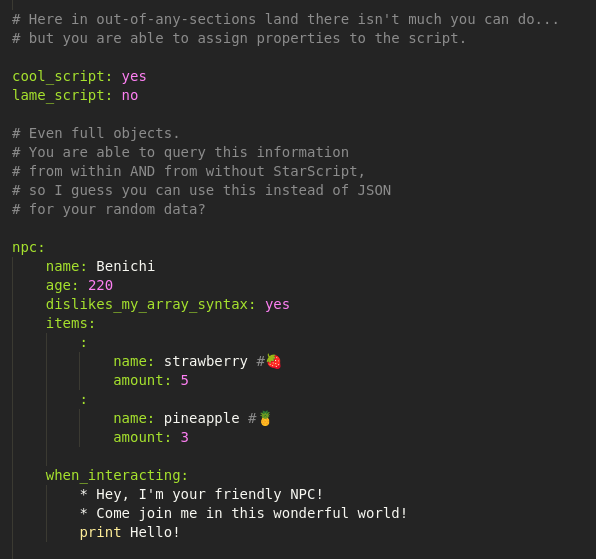 # Here in out-of-any-sections land there isn't much you can do...
# but you are able to assign properties to the script.
cool_script: yes
lame_script: no
# Even full objects.
# You are able to query this information
# from within AND from without StarScript,
# so I guess you can use this instead of JSON
# for your random data?
npc:
name: Benichi
age: 220
dislikes_my_array_syntax: yes
items:
:
name: strawberry #🍓
amount: 5
:
name: pineapple #🍍
amount: 3
when_interacting:
* Hey, I'm your friendly NPC!
* Come join me in this wonderful world!
print Hello!